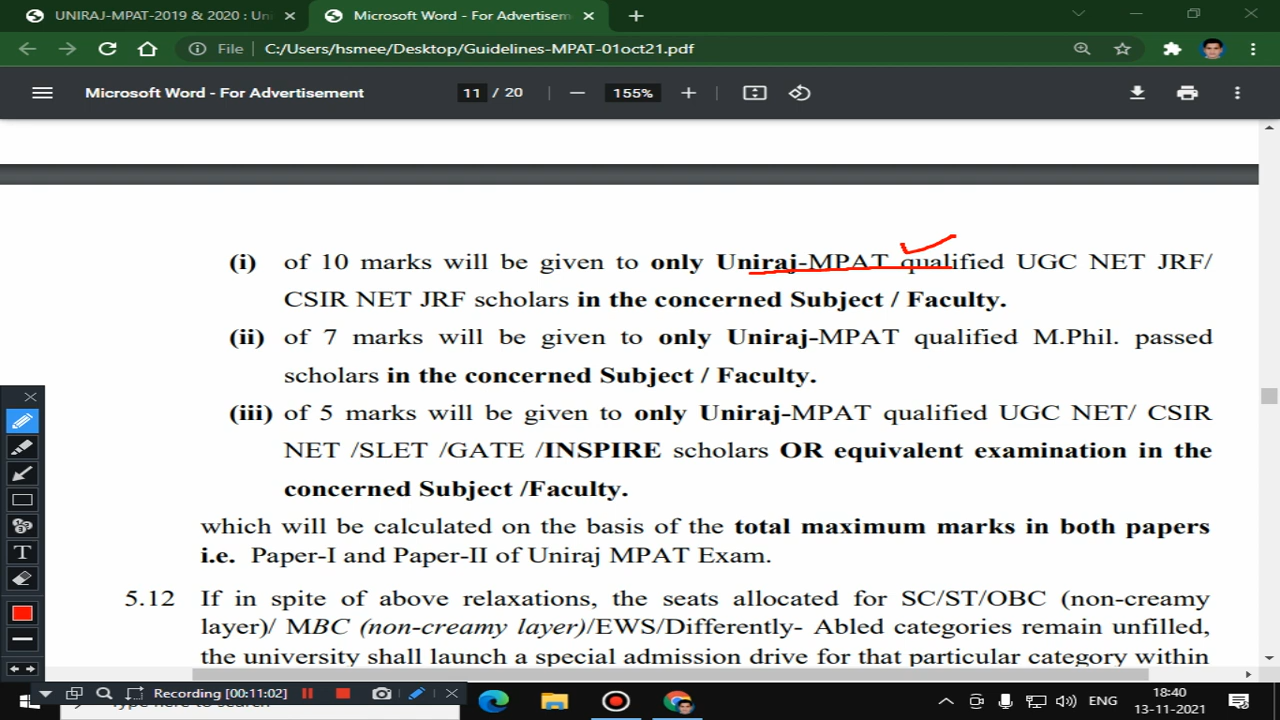 UNIRAJ-MPAT-2019 & 2020 : Uni
Microsoft Word - For Advertisem
File
C:/Users/hsmee/Desktop/Guidelines-MPAT-01oct21.pdf
Microsoft Word - For Advertisement
11 / 20
155%
(i) of 10 marks will be given to only Uniraj-MPAT qualified UGC NET JRF/
CSIR NET JRF scholars in the concerned Subject / Faculty.
(ii) of 7 marks will be given to only Uniraj-MPAT qualified M.Phil. passed
scholars in the concerned Subject / Faculty.
(iii) of 5 marks will be given to only Uniraj-MPAT qualified UGC NET/ CSIR
NET /SLET /GATE /INSPIRE scholars OR equivalent examination in the
concerned Subject /Faculty.
which will be calculated on the basis of the total maximum marks in both papers
i.e. Paper-I and Paper-II of Uniraj MPAT Exam.
5.12 If in spite of above relaxations, the seats allocated for SC/ST/OBC (non-creamy
layer)/ MBC (non-creamy layer)/EWS/Differently- Abled categories remain unfilled,
the university shall launch a special admission drive for that particular category within
T
Recording [00:11:02]
Type here to search
ENG
18:40
13-11-2021